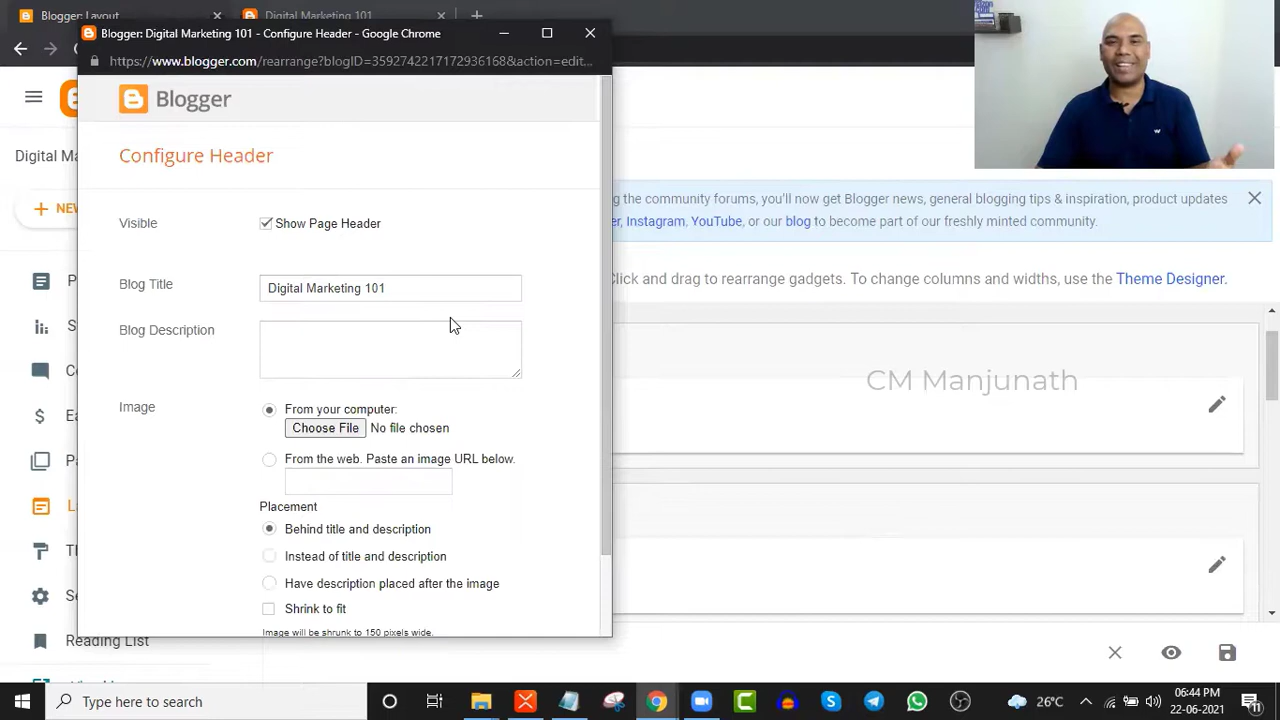 Blogger: Layout
Digital Marketing 101
Blogger: Digital Marketing 101 - Configure Header - Google Chrome
https://www.blogger.com/rearrange?blogID=3592742217172936168&action=edit...
Blogger
Configure Header
Digital Ma
NEW
Visible
Show Page Header
ng the community forums, you'll now get Blogger news, general blogging tips & inspiration, product updates
er, Instagram, YouTube, or our blog to become part of our freshly minted community.
Blog Title
Digital Marketing 101
Click and drag to rearrange gadgets. To change columns and widths, use the Theme Designer.
Blog Description
CM Manjunath
Image
From your computer:
Choose File
No file chosen
From the web. Paste an image URL below.
Placement
Behind title and description
Instead of title and description
Have description placed after the image
Shrink to fit
Image will be shrunk to 150 pixels wide.
Reading List
Type here to search
26°C
06:44 PM
22-06-2021
11